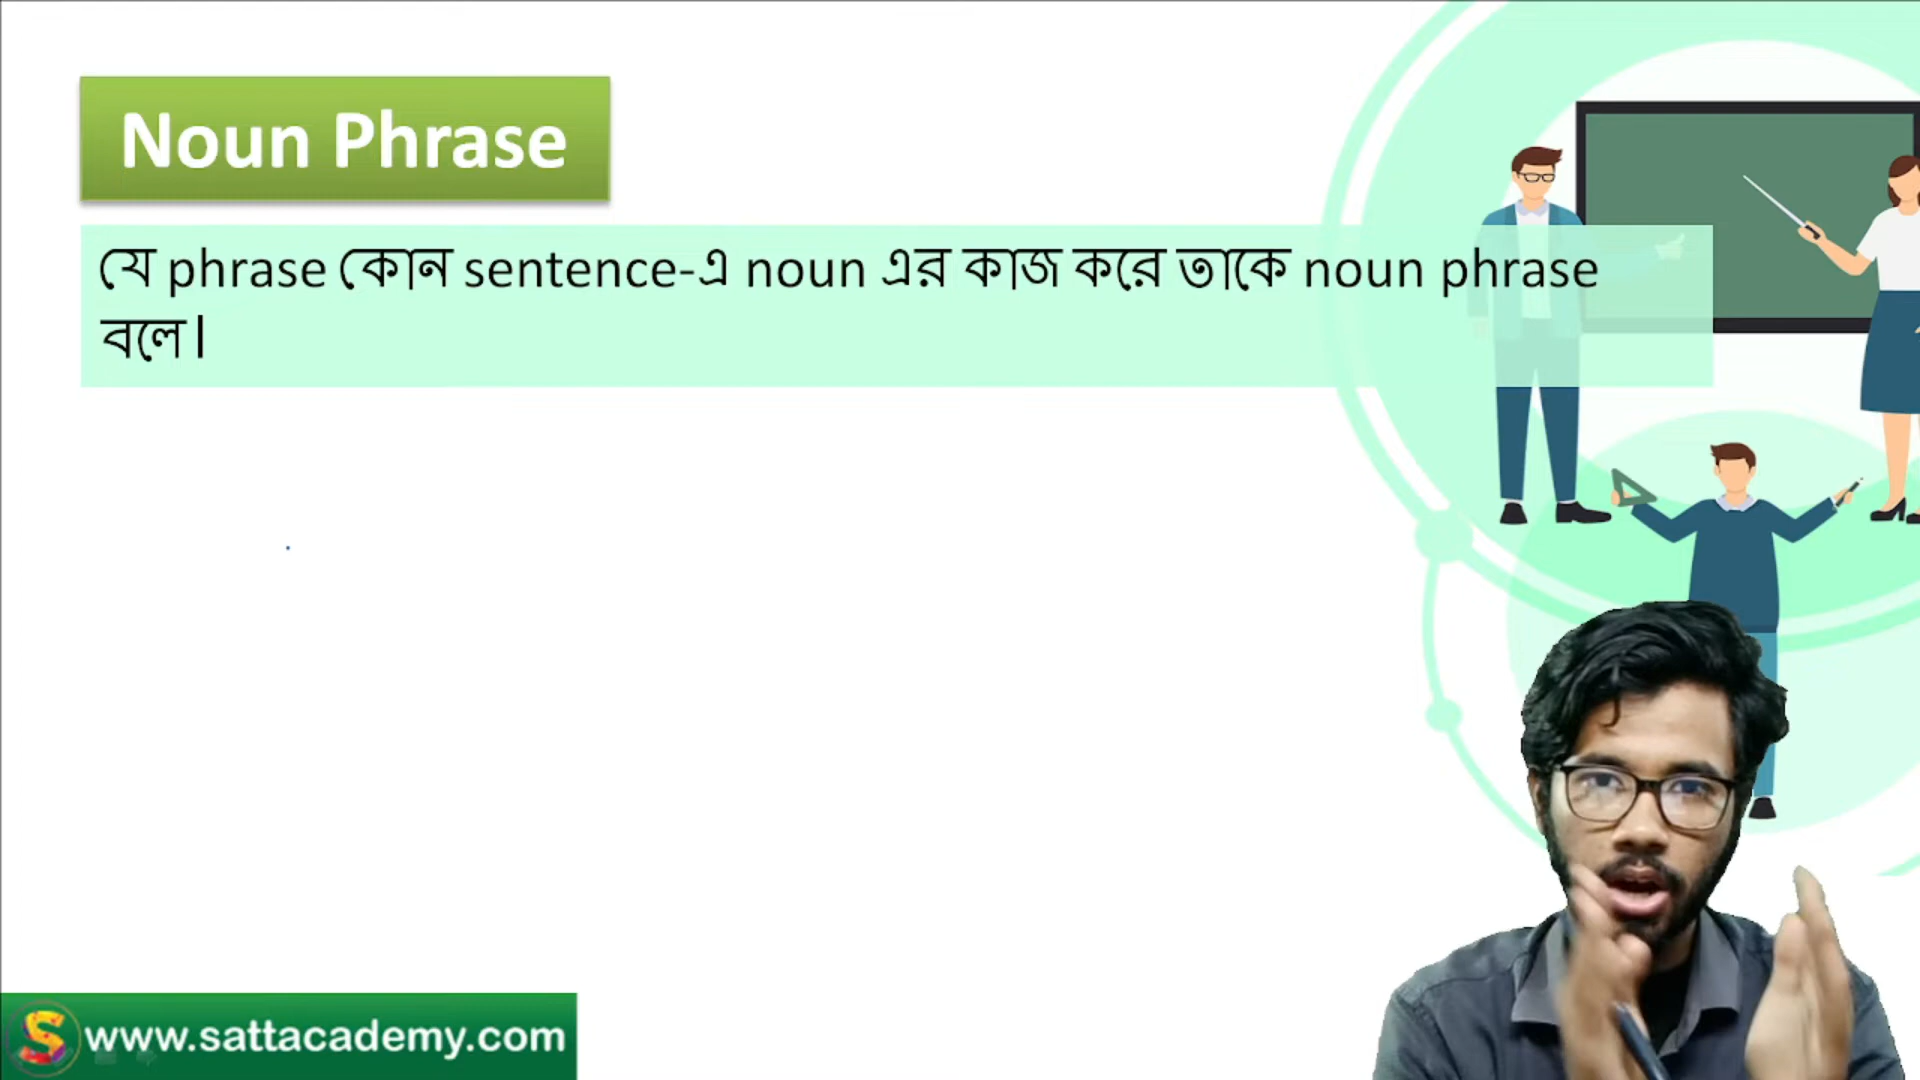 Noun Phrase
যে phrase কোন sentence-এ noun এর কাজ করে তাকে noun phrase
বলে।
www.sattacademy.com